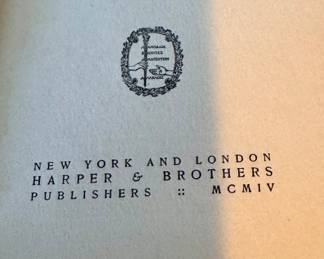 NEW YORK AND LONDON
HARPER & BROTHERS
PUBLISHERS :: MCMIV